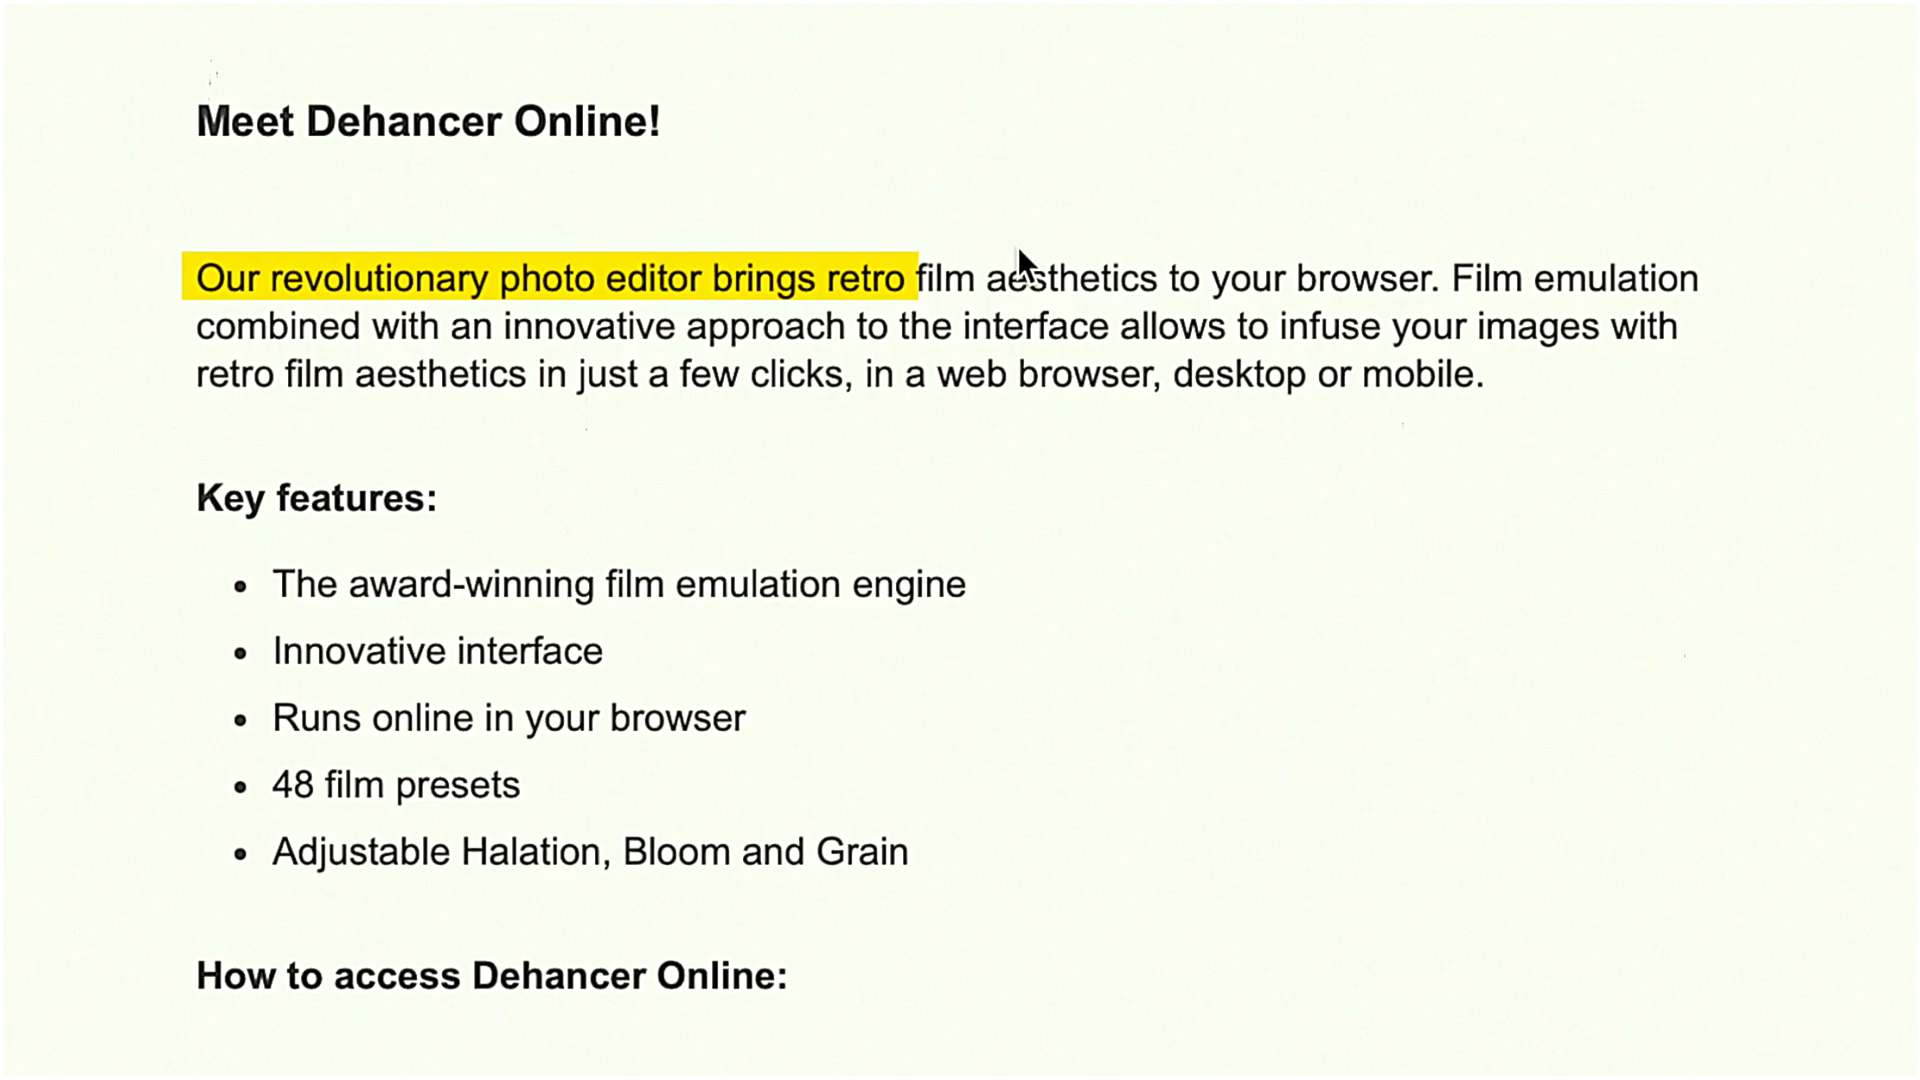 Meet Dehancer Online!
Our revolutionary photo editor brings retro film aesthetics to your browser. Film emulation
combined with an innovative approach to the interface allows to infuse your images with
retro film aesthetics in just a few clicks, in a web browser, desktop or mobile.
Key features:
• The award-winning film emulation engine
• Innovative interface
• Runs online in your browser
• 48 film presets
• Adjustable Halation, Bloom and Grain
How to access Dehancer Online: